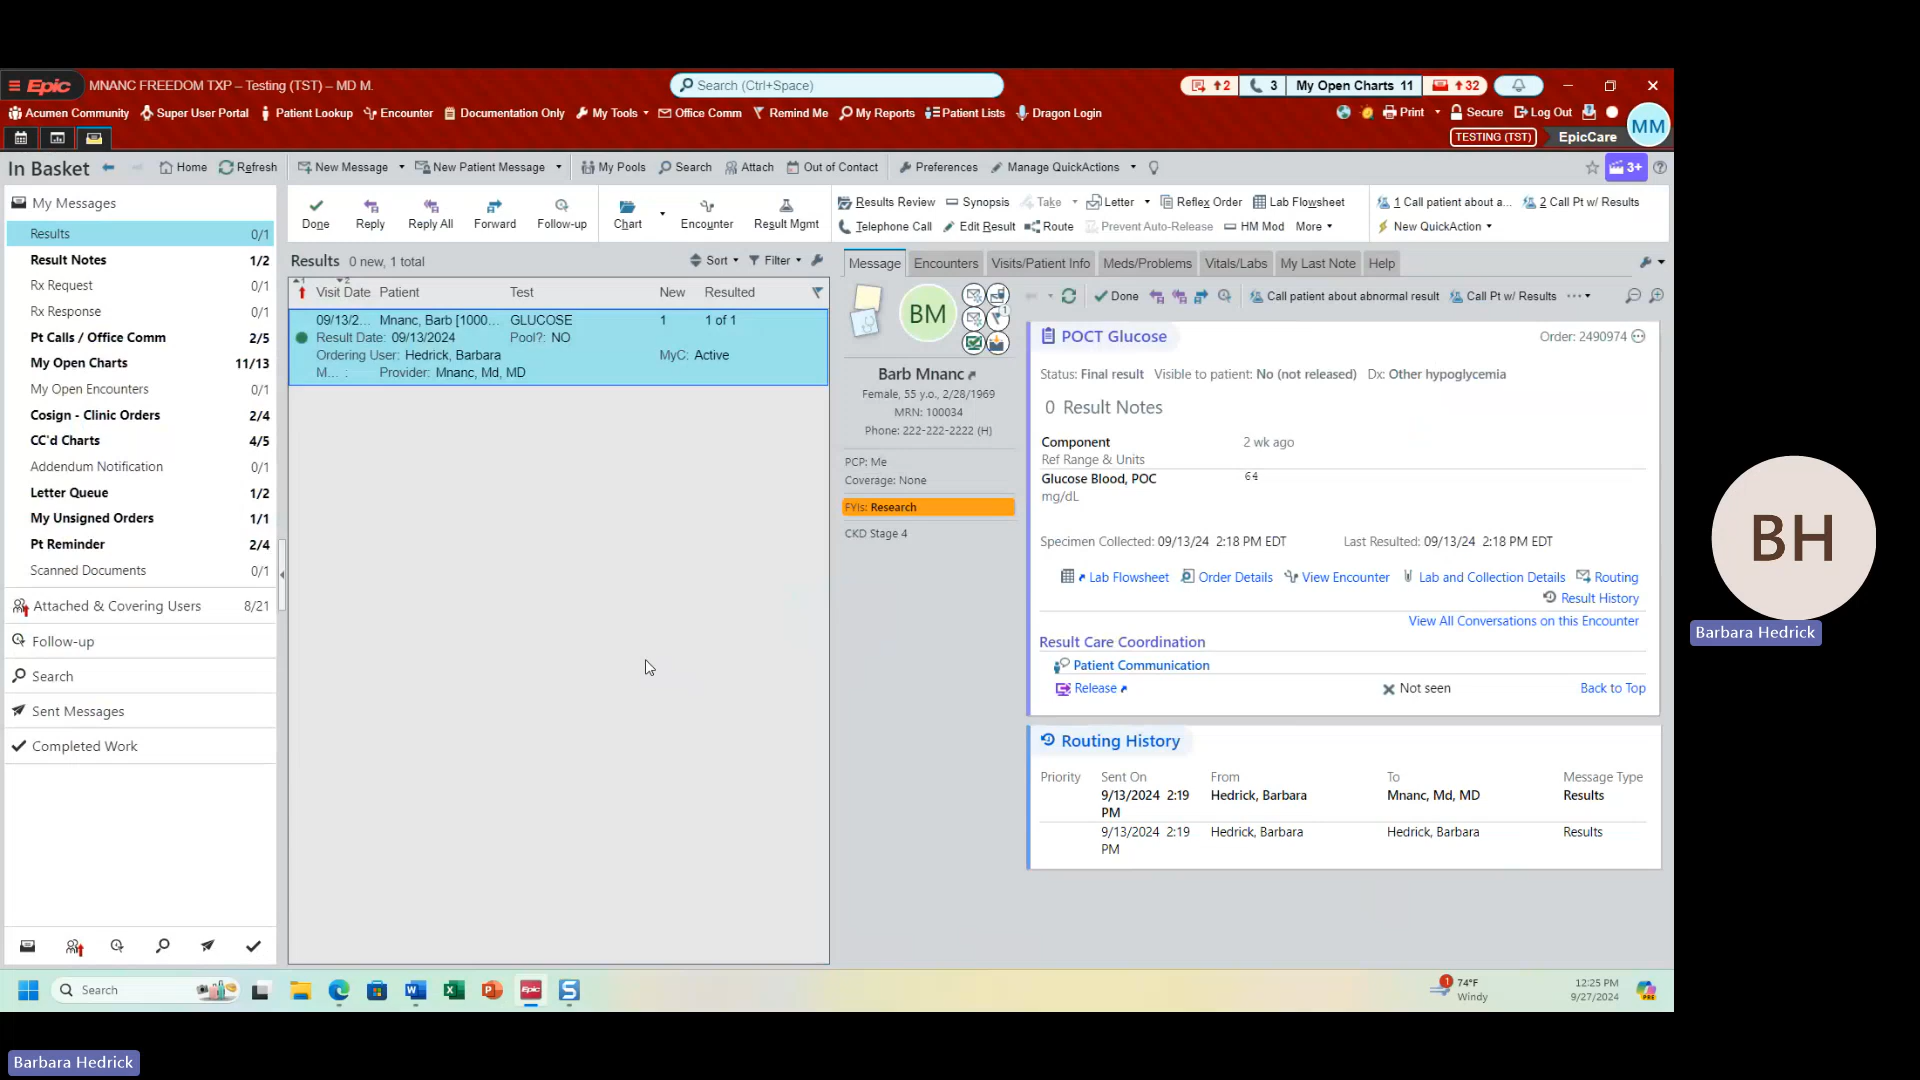 Epic MNANC FREEDOM TXP – Testing (TST) – MD M. Search (Ctrl+Space) 2 3 My Open Charts 11 32
Acumen Community Super User Portal Patient Lookup Encounter Documentation Only My Tools Office Comm Remind Me My Reports Patient Lists Dragon Login Print Secure Log Out MM
TESTING (TST) EpicCare
In Basket Home Refresh New Message New Patient Message My Pools Search Attach Out of Contact Preferences Manage QuickActions 3+
My Messages
Results 0/1
Result Notes 1/2
Rx Request 0/1
Rx Response 0/1
Pt Calls / Office Comm 2/5
My Open Charts 11/13
My Open Encounters 0/1
Cosign - Clinic Orders 2/4
CC'd Charts 4/5
Addendum Notification 0/1
Letter Queue 1/2
My Unsigned Orders 1/1
Pt Reminder 2/4
Scanned Documents 0/1
Attached & Covering Users 8/21
Follow-up
Search
Sent Messages
Completed Work
Done Reply Reply All Forward Follow-up Chart Encounter Result Mgmt
Results Review Synopsis Take Letter Reflex Order Lab Flowsheet 1 Call patient about a... 2 Call Pt w/ Results
Telephone Call Edit Result Route Prevent Auto-Release HM Mod More New QuickAction
Results 0 new, 1 total Sort Filter
1 2
Visit Date Patient Test New Resulted
09/13/2... Mnanc, Barb [1000... GLUCOSE 1 1 of 1
Result Date: 09/13/2024 Pool?: NO
Ordering User: Hedrick, Barbara MyC: Active
M... : Provider: Mnanc, Md, MD
Message Encounters Visits/Patient Info Meds/Problems Vitals/Labs My Last Note Help
Done Call patient about abnormal result Call Pt w/ Results
BM
1
Barb Mnanc
Female, 55 y.o., 2/28/1969
MRN: 100034
Phone: 222-222-2222 (H)
PCP: Me
Coverage: None
FYIs: Research
CKD Stage 4
POCT Glucose Order: 2490974
Status: Final result Visible to patient: No (not released) Dx: Other hypoglycemia
0 Result Notes
Component 2 wk ago
Ref Range & Units
Glucose Blood, POC 64
mg/dL
Specimen Collected: 09/13/24 2:18 PM EDT Last Resulted: 09/13/24 2:18 PM EDT
Lab Flowsheet Order Details View Encounter Lab and Collection Details Routing
Result History
View All Conversations on this Encounter
Result Care Coordination
Patient Communication
Release Not seen Back to Top
Routing History
Priority Sent On From To Message Type
9/13/2024 2:19 PM Hedrick, Barbara Mnanc, Md, MD Results
9/13/2024 2:19 PM Hedrick, Barbara Hedrick, Barbara Results
Search
Epic
1 74°F
Windy
12:25 PM
9/27/2024
PRE
BH
Barbara Hedrick
Barbara Hedrick